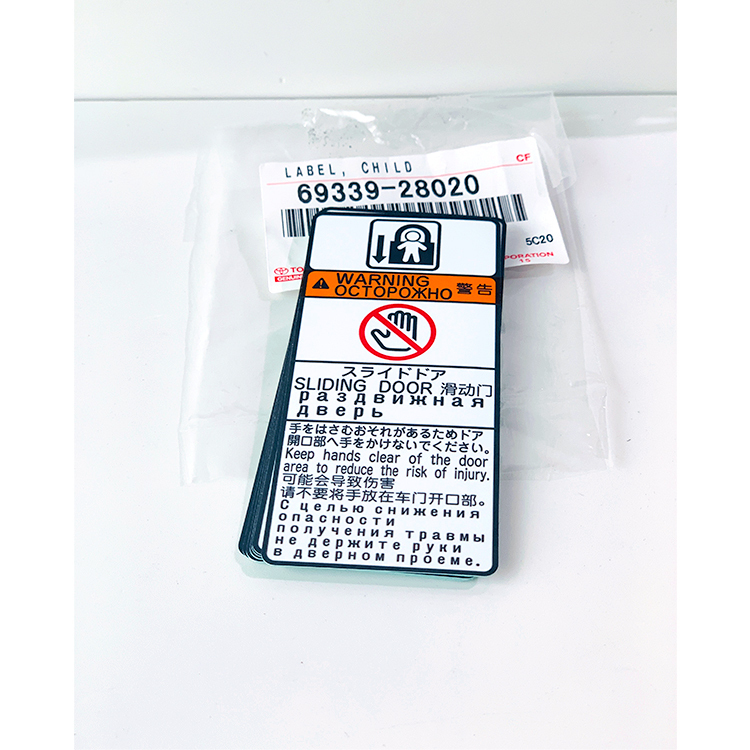 LABEL, CHILD
CF
69339-28020
5C20
PORATION
15
TO
GENUIN
WARNING
ОСТОРОЖНО 警告
スライドドア
SLIDING DOOR 滑动门
раздвижная
дверь
手をはさむおそれがあるためドア
開口部へ手をかけないでください。
Keep hands clear of the door
area to reduce the risk of injury.
可能会导致伤害
请不要将手放在车门开口部。
С целью снижения
опасности
получения травмы
не держите руки
в дверном проеме.